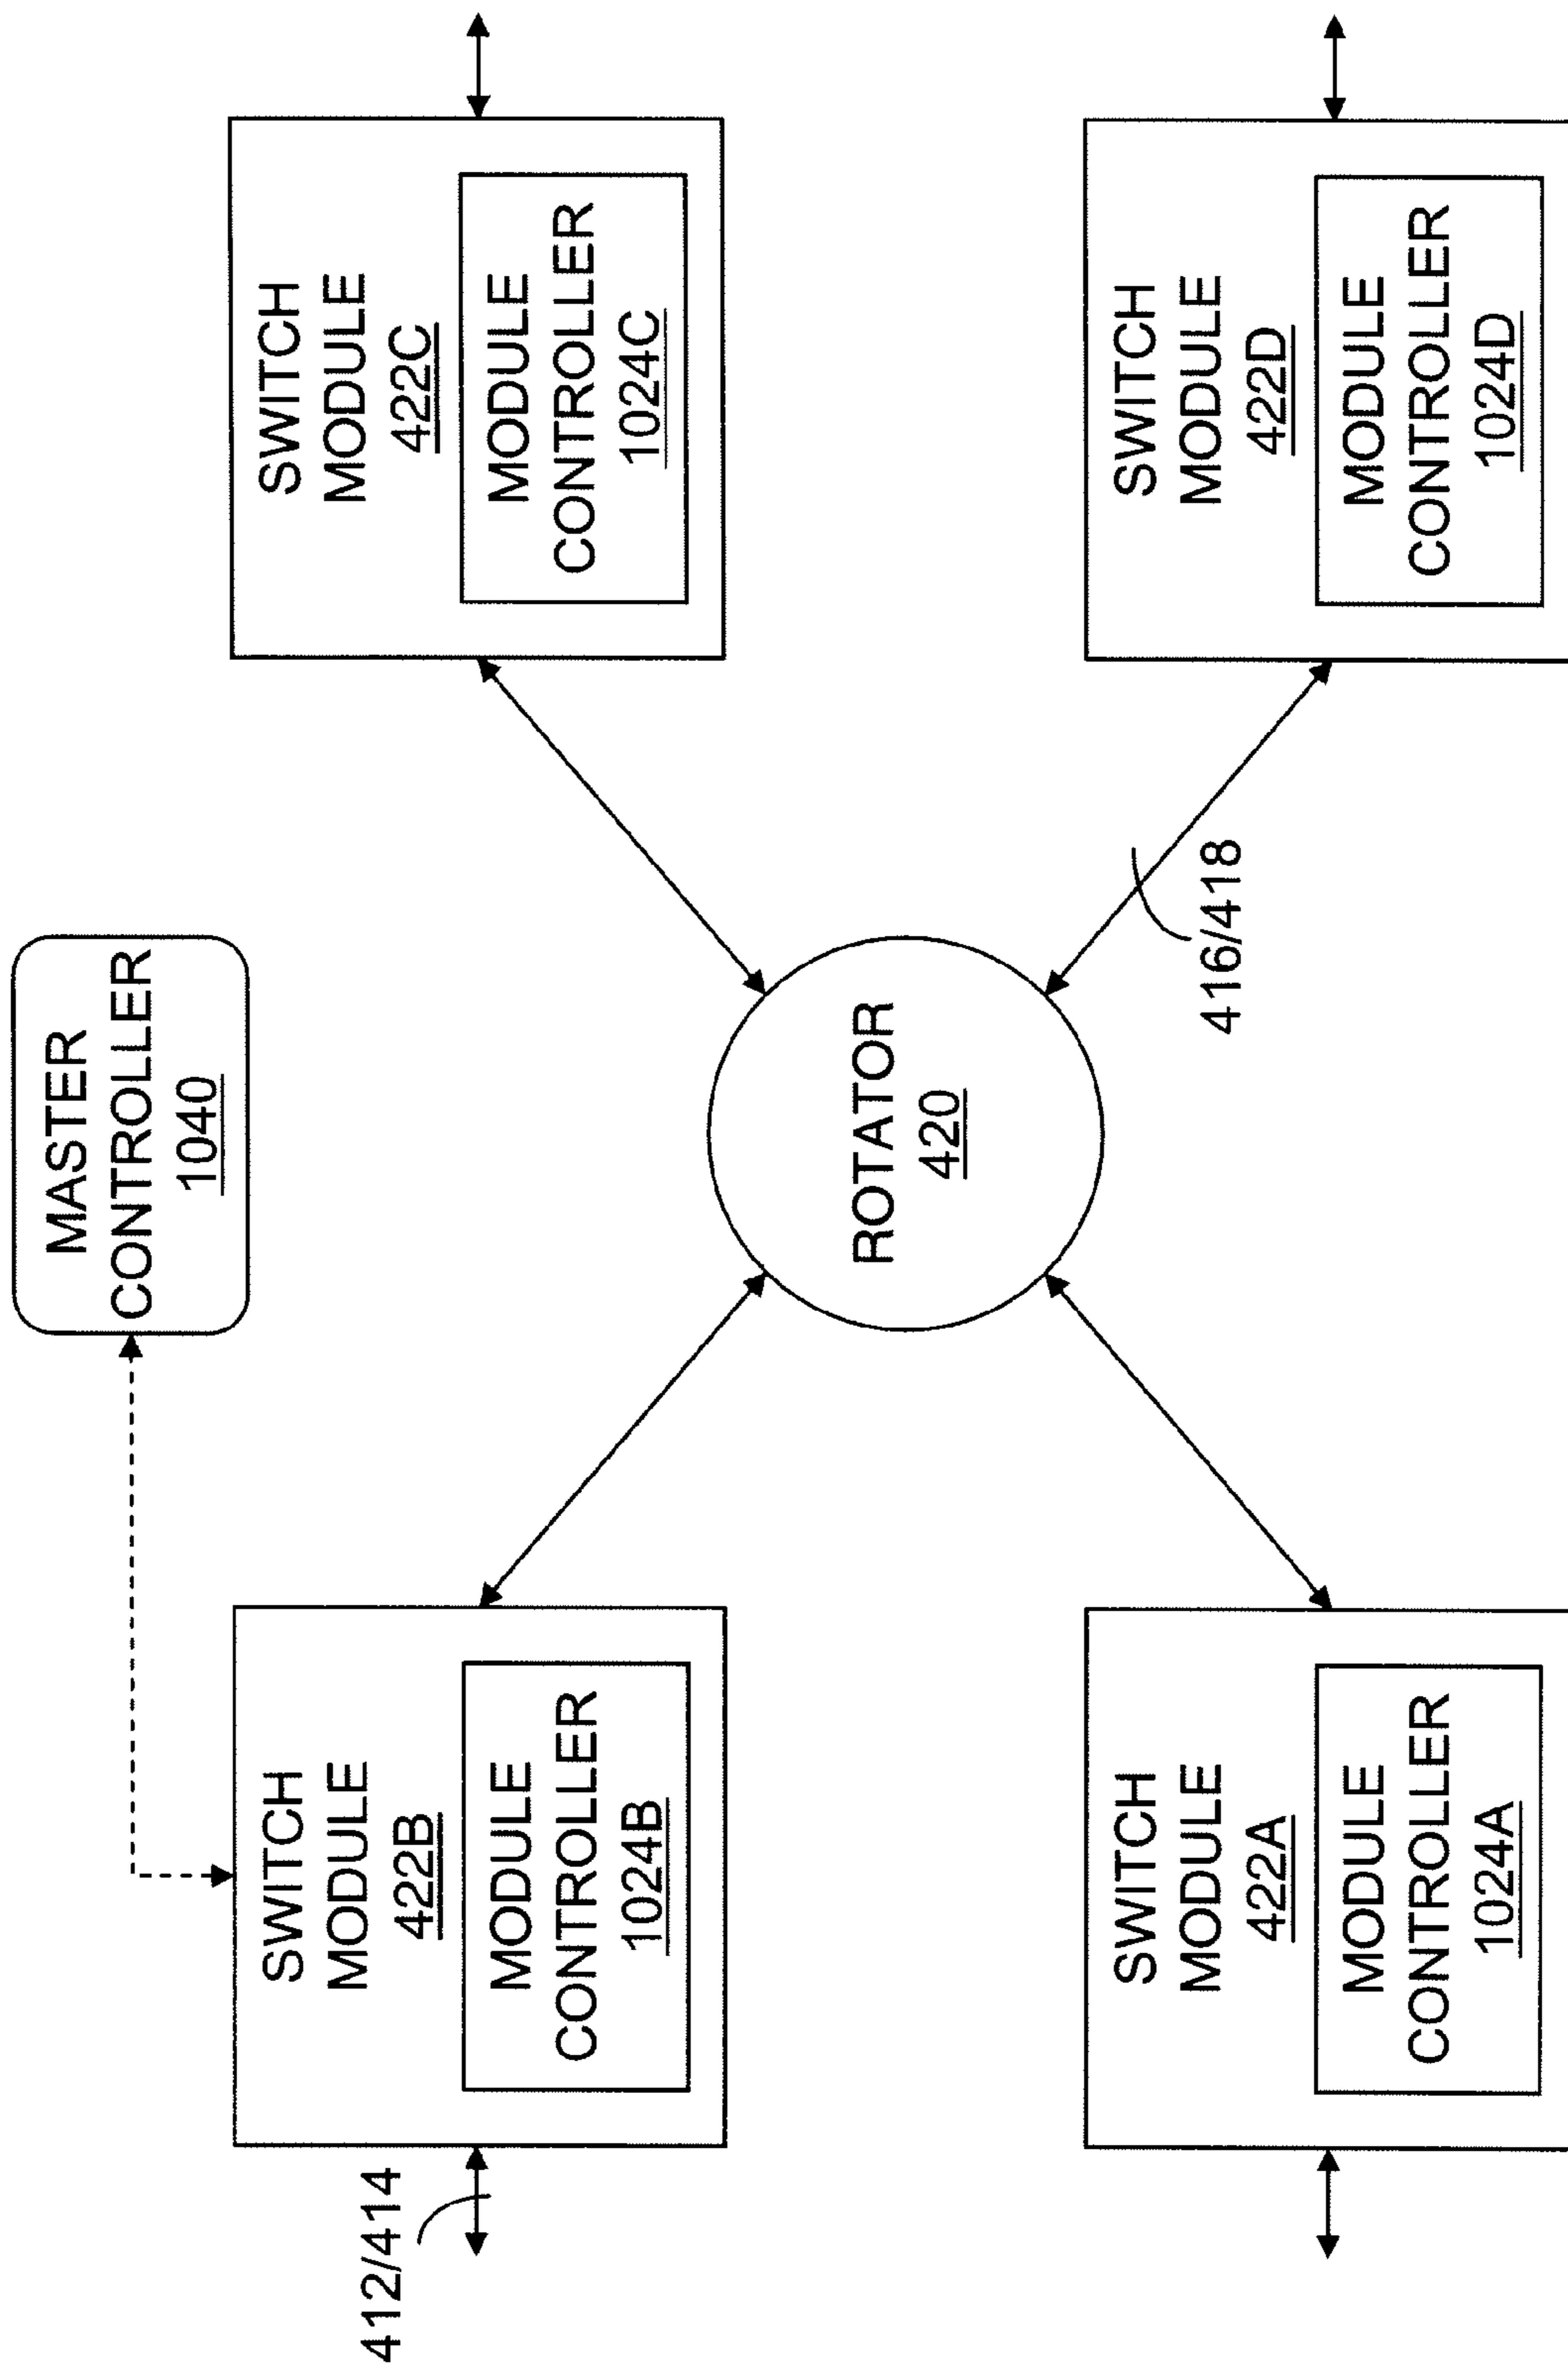 MASTER
CONTROLLER
1040
412/414
SWITCH
MODULE
422B
MODULE
CONTROLLER
1024B
SWITCH
MODULE
422C
MODULE
CONTROLLER
1024C
ROTATOR
420
416/418
SWITCH
MODULE
422A
MODULE
CONTROLLER
1024A
SWITCH
MODULE
422D
MODULE
CONTROLLER
1024D